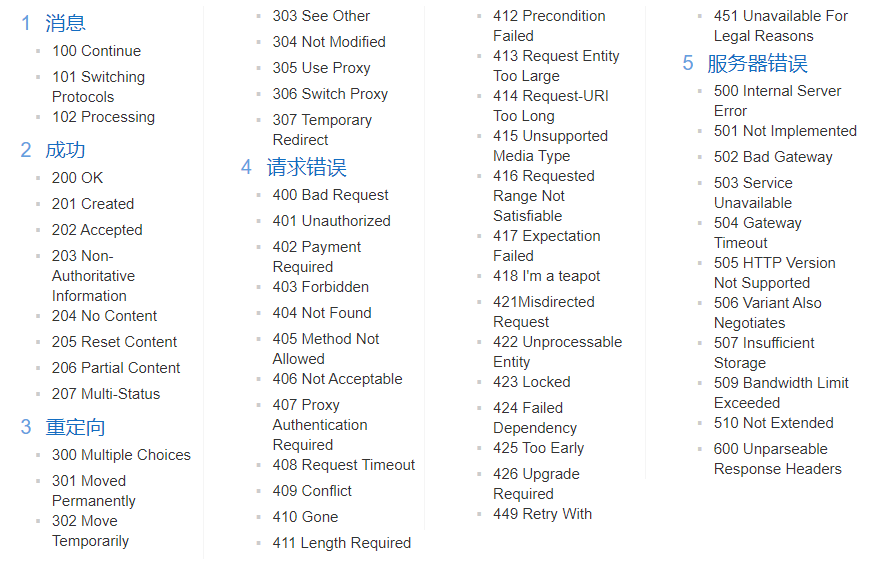 1 消息
100 Continue
101 Switching
Protocols
102 Processing
2 成功
200 OK
201 Created
202 Accepted
203 Non-
Authoritative
Information
204 No Content
205 Reset Content
206 Partial Content
207 Multi-Status
3 重定向
300 Multiple Choices
301 Moved
Permanently
302 Move
Temporarily
303 See Other
304 Not Modified
305 Use Proxy
306 Switch Proxy
307 Temporary
Redirect
4 请求错误
400 Bad Request
401 Unauthorized
402 Payment
Required
403 Forbidden
404 Not Found
405 Method Not
Allowed
406 Not Acceptable
407 Proxy
Authentication
Required
408 Request Timeout
409 Conflict
410 Gone
411 Length Required
412 Precondition
Failed
413 Request Entity
Too Large
414 Request-URI
Too Long
415 Unsupported
Media Type
416 Requested
Range Not
Satisfiable
417 Expectation
Failed
418 I'm a teapot
421Misdirected
Request
422 Unprocessable
Entity
423 Locked
424 Failed
Dependency
425 Too Early
426 Upgrade
Required
449 Retry With
451 Unavailable For
Legal Reasons
5 服务器错误
500 Internal Server
Error
501 Not Implemented
502 Bad Gateway
503 Service
Unavailable
504 Gateway
Timeout
505 HTTP Version
Not Supported
506 Variant Also
Negotiates
507 Insufficient
Storage
509 Bandwidth Limit
Exceeded
510 Not Extended
600 Unparseable
Response Headers